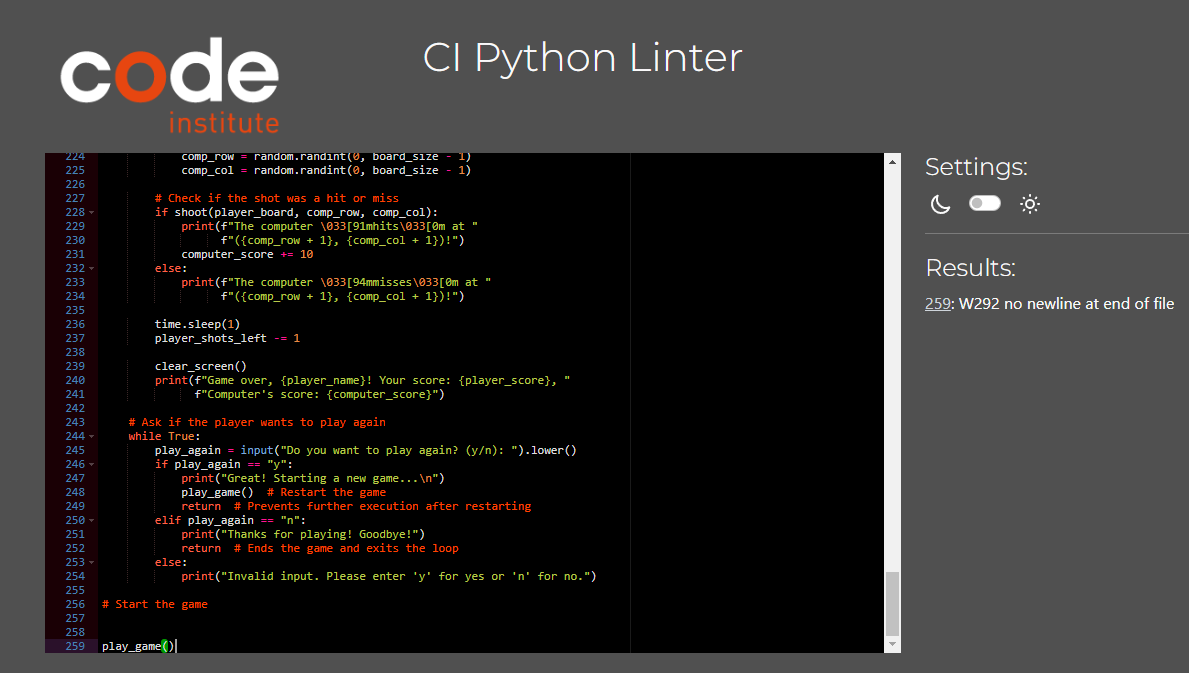 code
institute
CI Python Linter
224 comp_row = random.randint(0, board_size - 1)
225 comp_col = random.randint(0, board_size - 1)
226
227 # Check if the shot was a hit or miss
228 if shoot(player_board, comp_row, comp_col):
229 print(f"The computer \033[91mhits\033[0m at "
230 f"({comp_row + 1}, {comp_col + 1})!")
231 computer_score += 10
232 else:
233 print(f"The computer \033[94mmisses\033[0m at "
234 f"({comp_row + 1}, {comp_col + 1})!")
235
236 time.sleep(1)
237 player_shots_left -= 1
238
239 clear_screen()
240 print(f"Game over, {player_name}! Your score: {player_score}, "
241 f"Computer's score: {computer_score}")
242
243 # Ask if the player wants to play again
244 while True:
245 play_again = input("Do you want to play again? (y/n): ").lower()
246 if play_again == "y":
247 print("Great! Starting a new game...\n")
248 play_game()  # Restart the game
249 return  # Prevents further execution after restarting
250 elif play_again == "n":
251 print("Thanks for playing! Goodbye!")
252 return  # Ends the game and exits the loop
253 else:
254 print("Invalid input. Please enter 'y' for yes or 'n' for no.")
255
256 # Start the game
257
258
259 play_game()
Settings:
Results:
259: W292 no newline at end of file